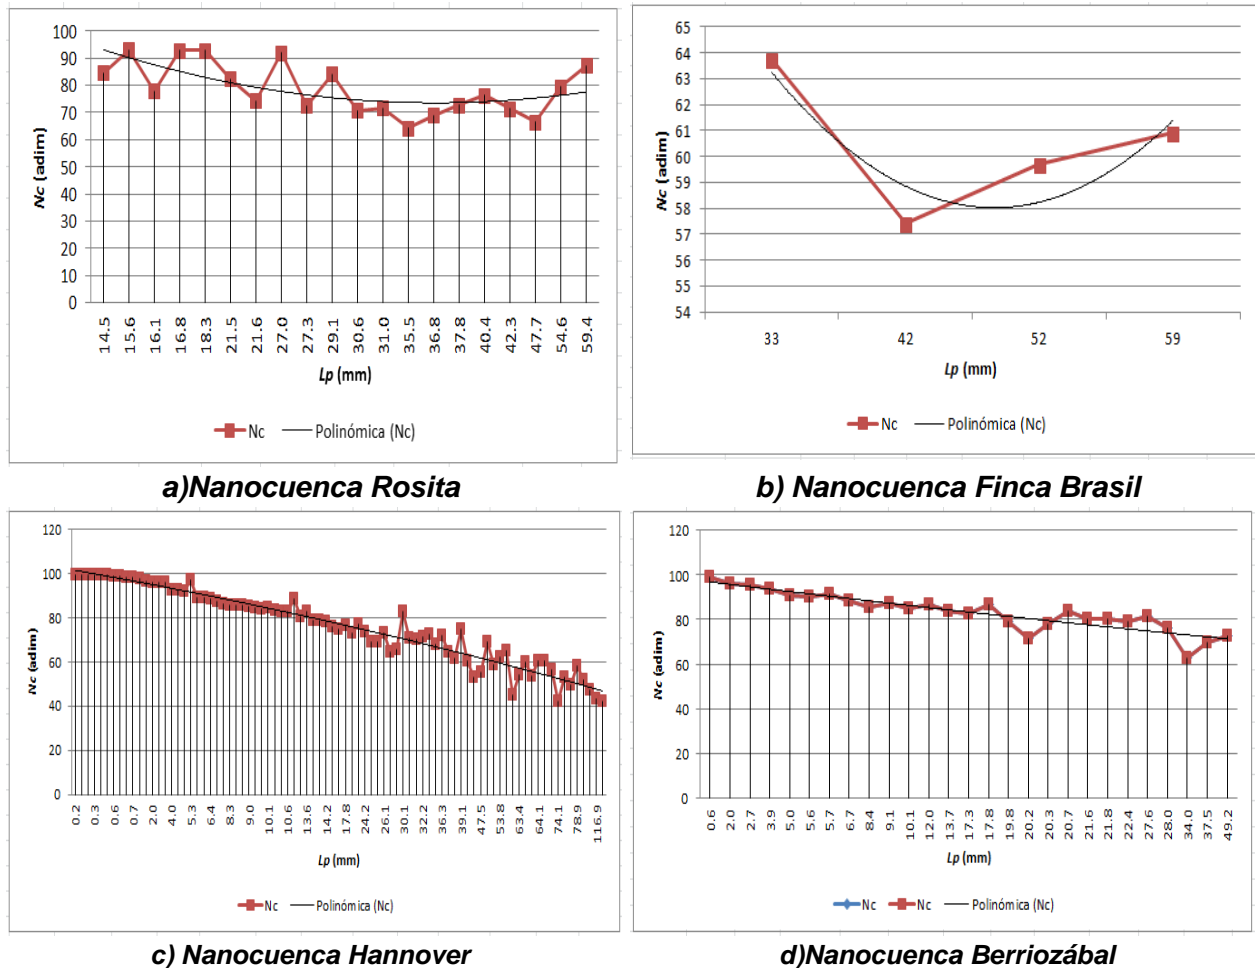 100
90
80
70
60
50
40
30
20
10
0
Nc (adim)
14.5 15.6 16.1 16.8 18.3 21.5 21.6 27.0 27.3 29.1 30.6 31.0 35.5 36.8 37.8 40.4 42.3 47.7 54.6 59.4
Lp (mm)
Nc Polinómica (Nc)
65
64
63
62
61
60
59
58
57
56
55
54
Nc (adim)
33 42 52 59
Lp (mm)
Nc Polinómica (Nc)
a)Nanocuenca Rosita
b) Nanocuenca Finca Brasil
120
100
80
60
40
20
0
Nc (adim)
0.2 0.3 0.6 0.7 2.0 4.0 5.3 6.4 8.3 9.0 10.1 10.6 13.6 14.2 17.8 24.2 26.1 30.1 32.2 36.2 39.1 47.5 53.8 63.4 64.1 74.1 78.9 116.9
Lp (mm)
Nc Polinómica (Nc)
120
100
80
60
40
20
0
Nc (adim)
0.6 2.0 2.7 3.9 5.0 5.6 5.7 6.7 8.4 9.1 10.1 12.0 13.7 17.3 17.8 19.8 20.2 20.3 20.7 21.6 21.8 22.4 27.6 28.0 34.0 37.5 49.2
Lp (mm)
Nc Nc Polinómica (Nc)
c) Nanocuenca Hannover
d)Nanocuenca Berriozábal